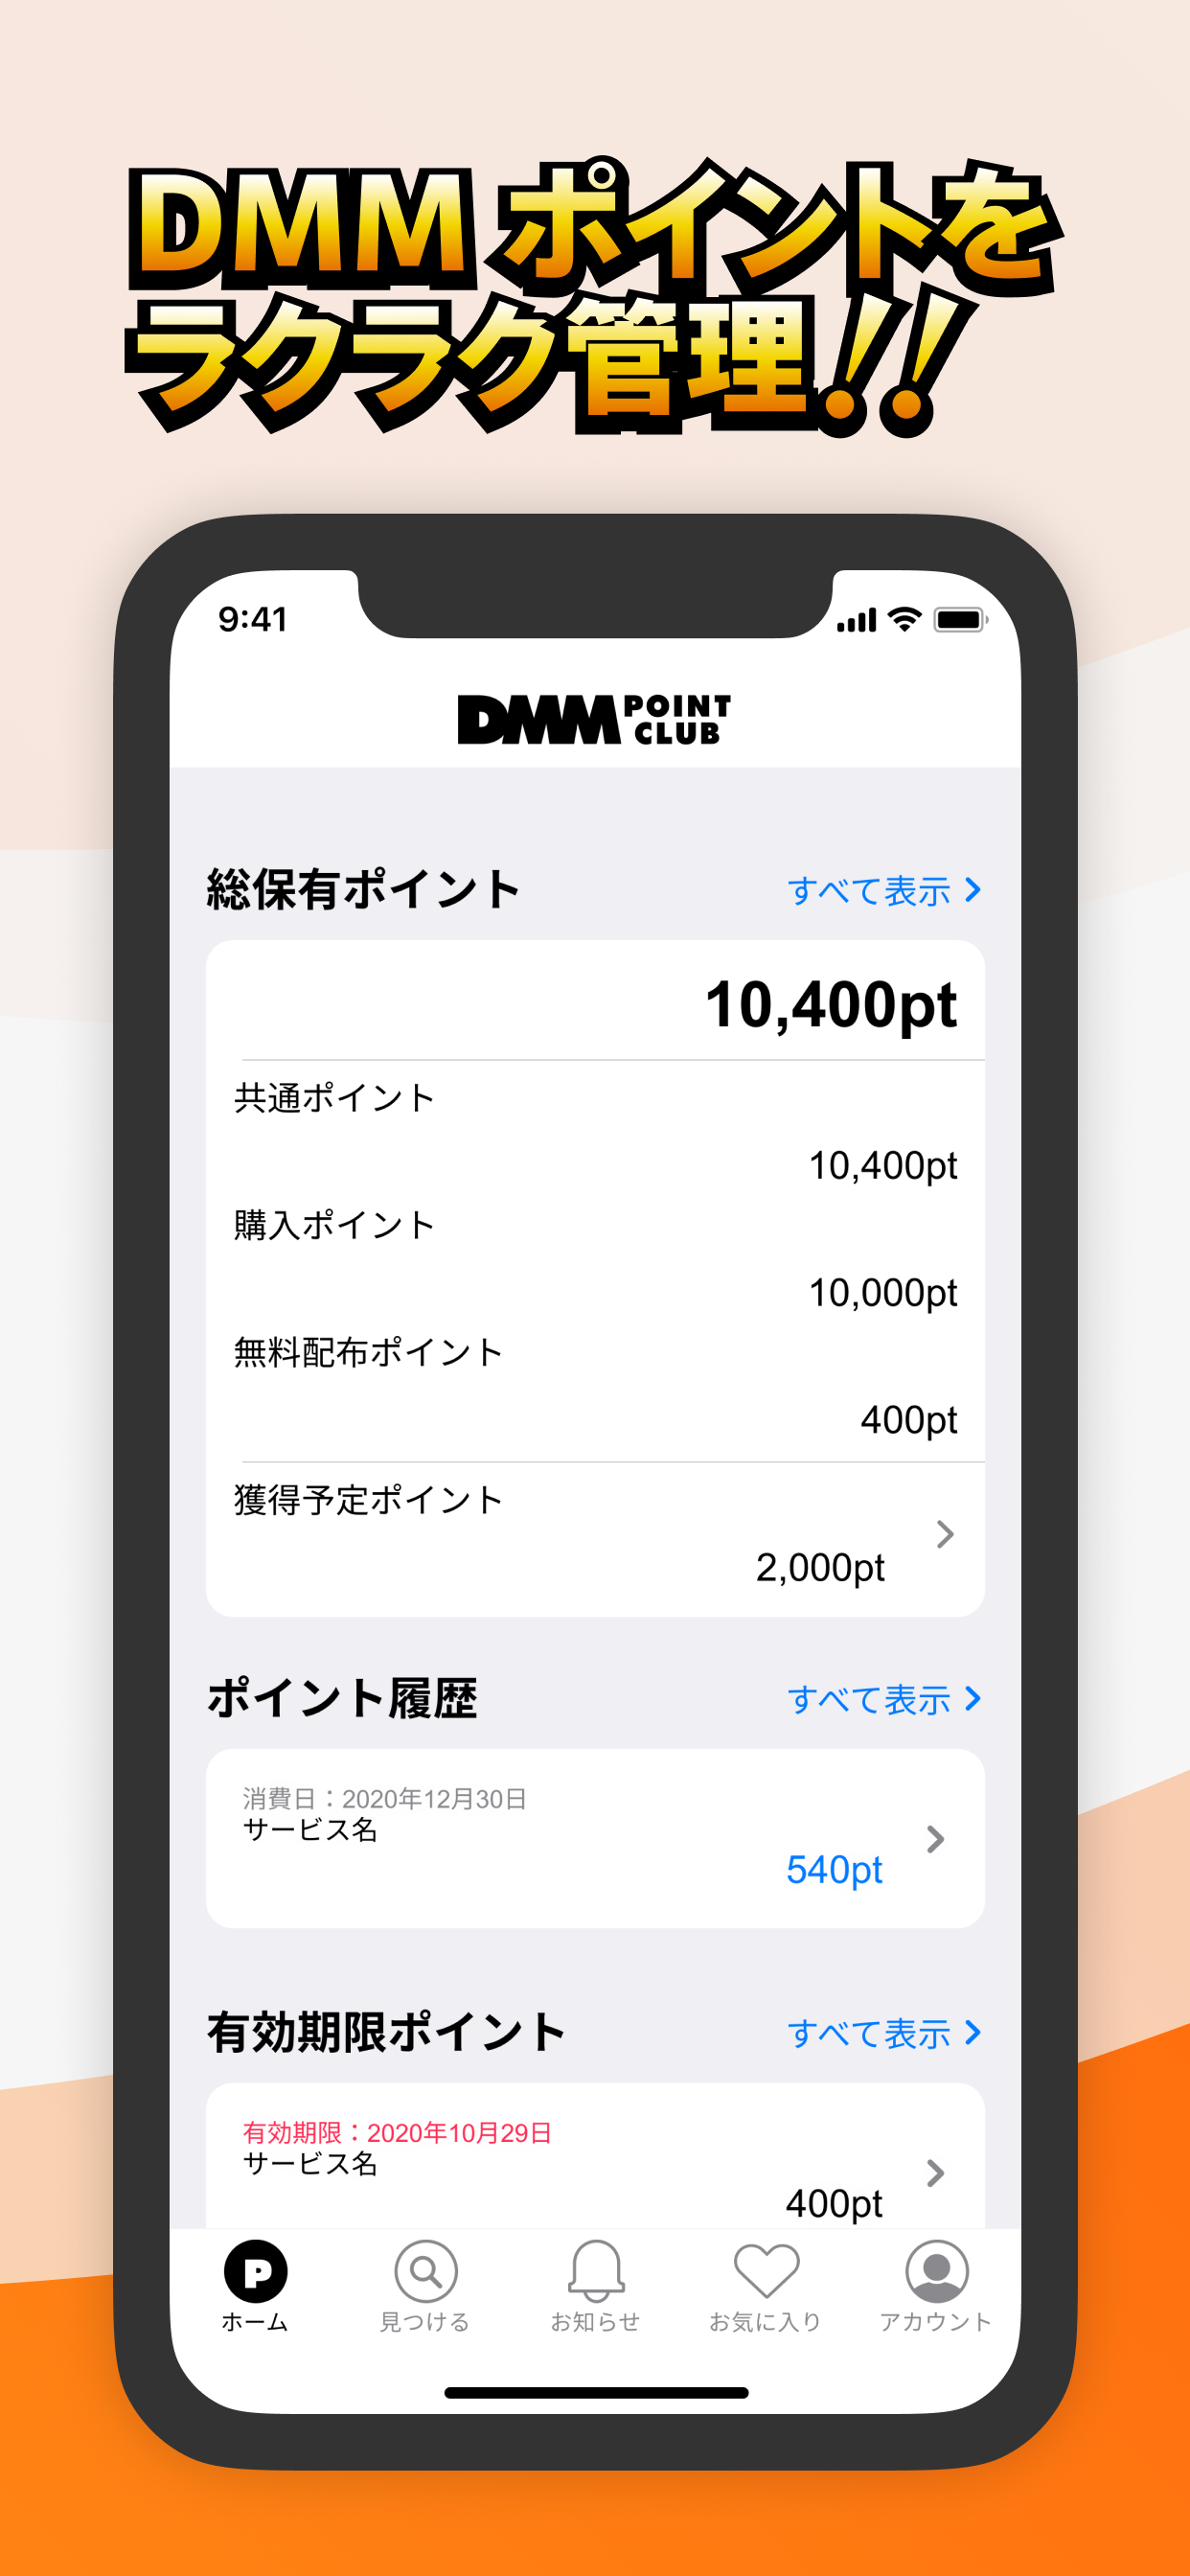 DMM ポイントを
ラクラク管理!!
9:41
DMM POINT CLUB
総保有ポイント すべて表示
10,400pt
共通ポイント
10,400pt
購入ポイント
10,000pt
無料配布ポイント
400pt
獲得予定ポイント
2,000pt
ポイント履歴 すべて表示
消費日：2020年12月30日
サービス名
540pt
有効期限ポイント すべて表示
有効期限：2020年10月29日
サービス名
400pt
P
ホーム 見つける お知らせ お気に入り アカウント